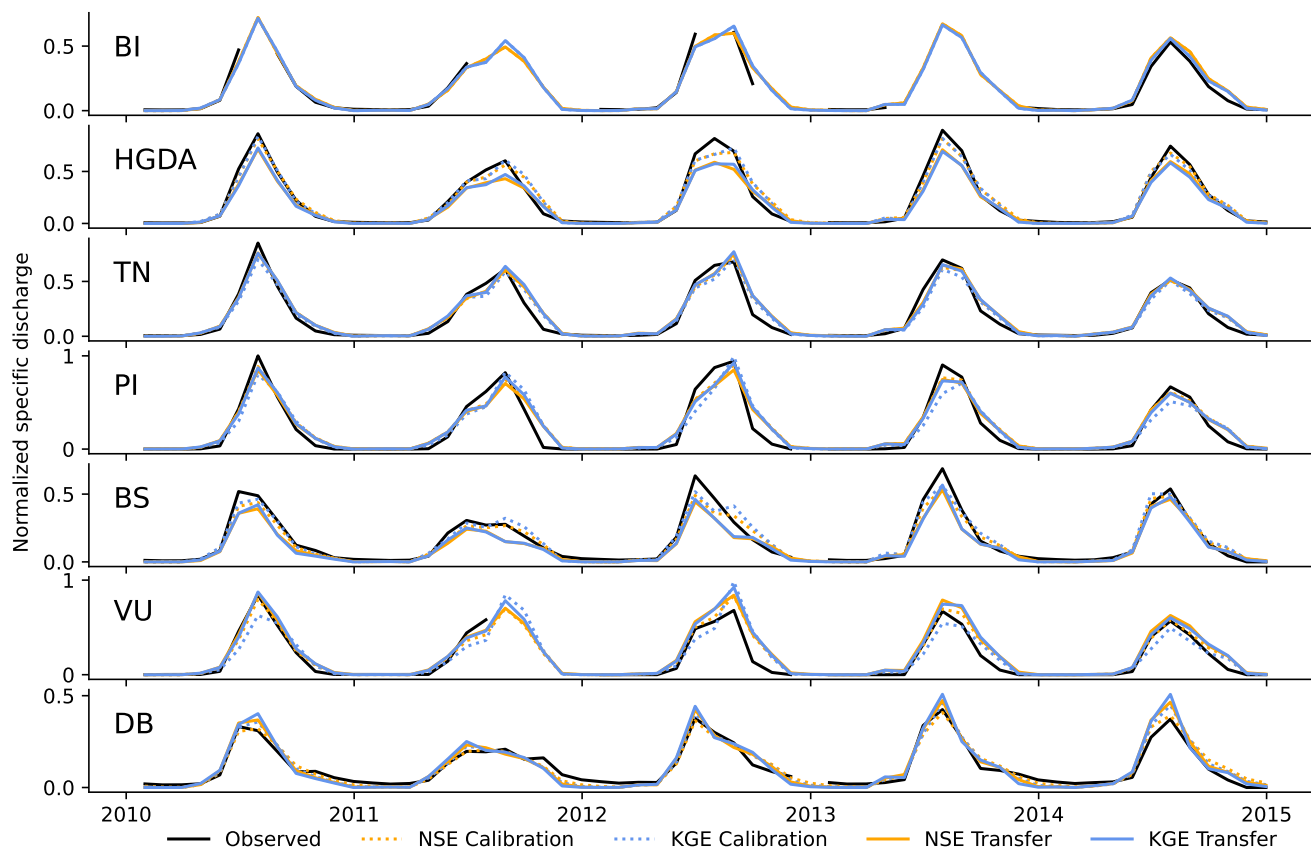 Normalized specific discharge
BI
0.5
0.0
HGDA
0.5
0.0
TN
0.5
0.0
PI
1
0
BS
0.5
0.0
VU
1
0
DB
0.5
0.0
2010 2011 2012 2013 2014 2015
Observed NSE Calibration KGE Calibration NSE Transfer KGE Transfer